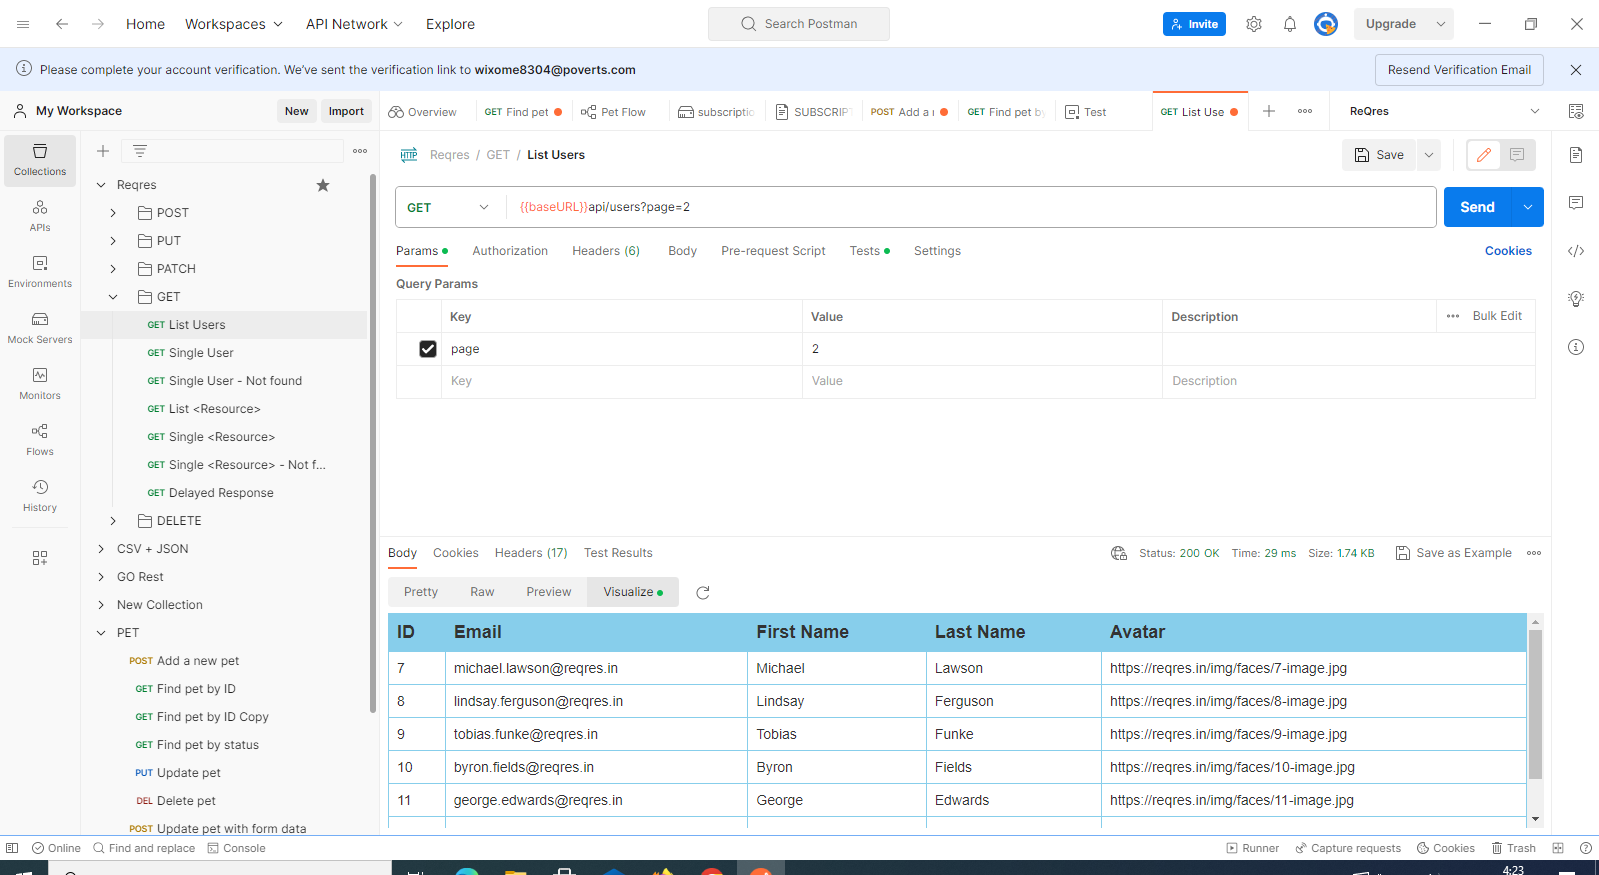 Home Workspaces API Network Explore Search Postman Invite Upgrade
Please complete your account verification. We've sent the verification link to wixome8304@poverts.com Resend Verification Email
My Workspace New Import Overview GET Find pet Pet Flow subscriptio SUBSCRIPT POST Add a GET Find pet by Test GET List Use ReQres
Collections
APIs
Environments
Mock Servers
Monitors
Flows
History
Reqres
POST
PUT
PATCH
GET
GET List Users
GET Single User
GET Single User - Not found
GET List <Resource>
GET Single <Resource>
GET Single <Resource> - Not f...
GET Delayed Response
DELETE
CSV + JSON
GO Rest
New Collection
PET
POST Add a new pet
GET Find pet by ID
GET Find pet by ID Copy
GET Find pet by status
PUT Update pet
DEL Delete pet
POST Update pet with form data
HTTP Reqres / GET / List Users Save
GET {{baseURL}}api/users?page=2 Send
Params Authorization Headers (6) Body Pre-request Script Tests Settings Cookies
Query Params
Key Value Description Bulk Edit
page 2
Key Value Description
Body Cookies Headers (17) Test Results Status: 200 OK Time: 29 ms Size: 1.74 KB Save as Example
Pretty Raw Preview Visualize
ID Email First Name Last Name Avatar
7 michael.lawson@reqres.in Michael Lawson https://reqres.in/img/faces/7-image.jpg
8 lindsay.ferguson@reqres.in Lindsay Ferguson https://reqres.in/img/faces/8-image.jpg
9 tobias.funke@reqres.in Tobias Funke https://reqres.in/img/faces/9-image.jpg
10 byron.fields@reqres.in Byron Fields https://reqres.in/img/faces/10-image.jpg
11 george.edwards@reqres.in George Edwards https://reqres.in/img/faces/11-image.jpg
Online Find and replace Console Runner Capture requests Cookies Trash
4:23